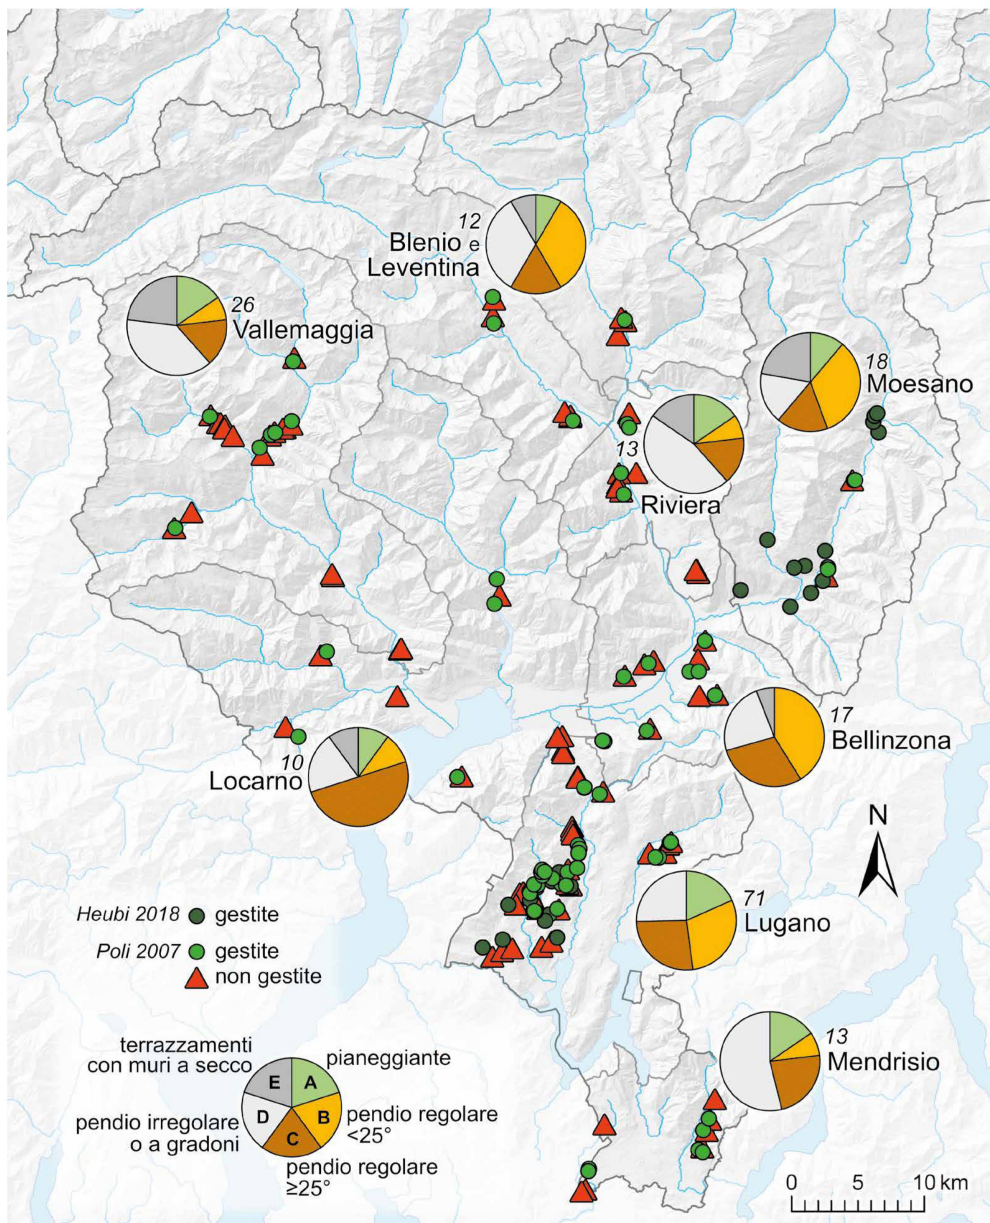 12
Blenio e
Leventina
26
Vallemaggia
18
Moesano
13
Riviera
17
Bellinzona
10
Locarno
N
71
Lugano
Heubi 2018 gestite
Poli 2007 gestite
non gestite
13
Mendrisio
terrazzamenti
con muri a secco
pianeggiante
E A
D B
C
pendio irregolare
o a gradoni
pendio regolare
<25°
pendio regolare
≥25°
0 5 10 km